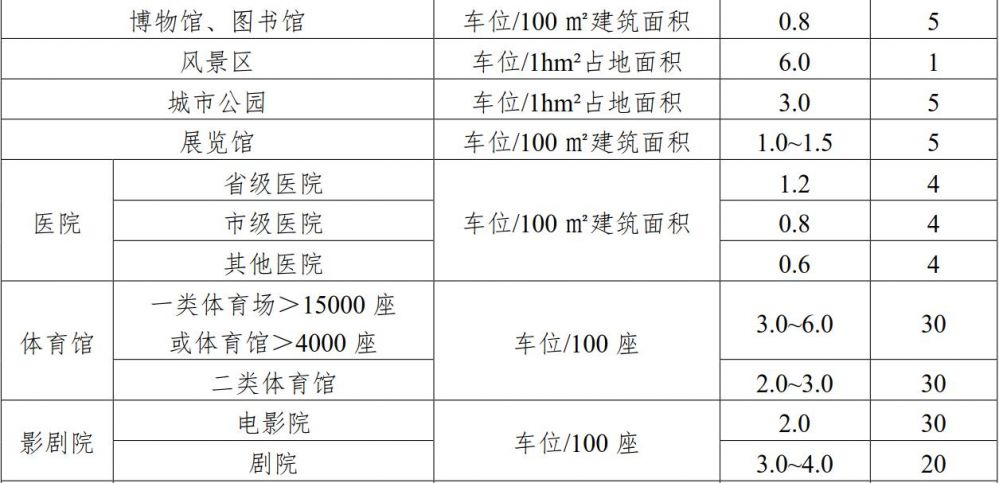 博物馆、图书馆 车位/100 ㎡建筑面积 0.8 5
风景区 车位/1hm²占地面积 6.0 1
城市公园 车位/1hm²占地面积 3.0 5
展览馆 车位/100 ㎡建筑面积 1.0~1.5 5
医院 省级医院 车位/100 ㎡建筑面积 1.2 4
市级医院 0.8 4
其他医院 0.6 4
体育馆 一类体育场＞15000 座
或体育馆＞4000 座 车位/100 座 3.0~6.0 30
二类体育馆 2.0~3.0 30
影剧院 电影院 车位/100 座 2.0 30
剧院 3.0~4.0 20